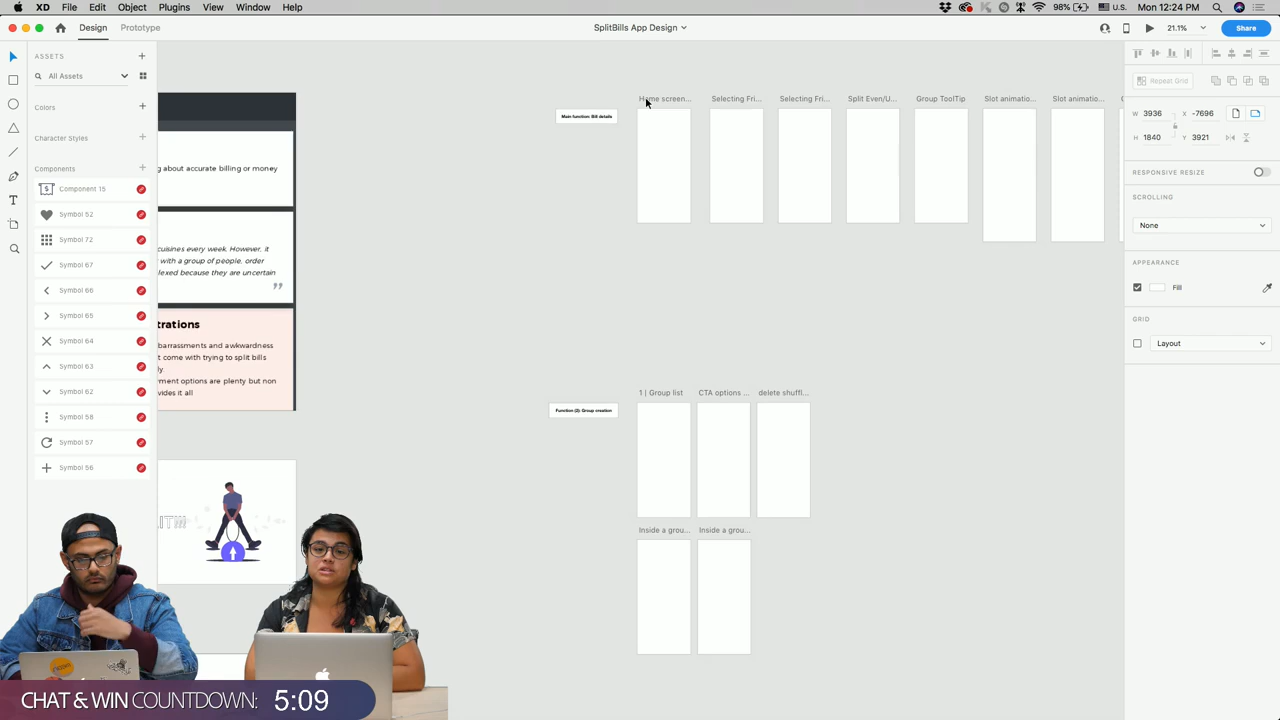 XD File Edit Object Plugins View Window Help
98% U.S. Mon 12:24 PM
Design Prototype
SplitBills App Design
21.1%
Share
ASSETS
All Assets
Colors
Character Styles
Components
Component 15
Symbol 52
Symbol 72
Symbol 67
Symbol 66
Symbol 65
Symbol 64
Symbol 63
Symbol 62
Symbol 58
Symbol 57
Symbol 56
g about accurate billing or money
cuisines every week. However, it
with a group of people, order
lexed because they are uncertain
trations
barrassments and awkwardness
t come with trying to split bills
ly.
ment options are plenty but non
vides it all
IT!!!
Main function: Bill details
Home screen...
Selecting Fri...
Selecting Fri...
Split Even/U...
Group ToolTip
Slot animatio...
Slot animatio...
Function (2): Group creation
1 | Group list
CTA options ...
delete shuffl...
Inside a grou...
Inside a grou...
Repeat Grid
W 3936 X -7696
H 1840 Y 3921
RESPONSIVE RESIZE
SCROLLING
None
APPEARANCE
Fill
GRID
Layout
CHAT & WIN COUNTDOWN: 5:09